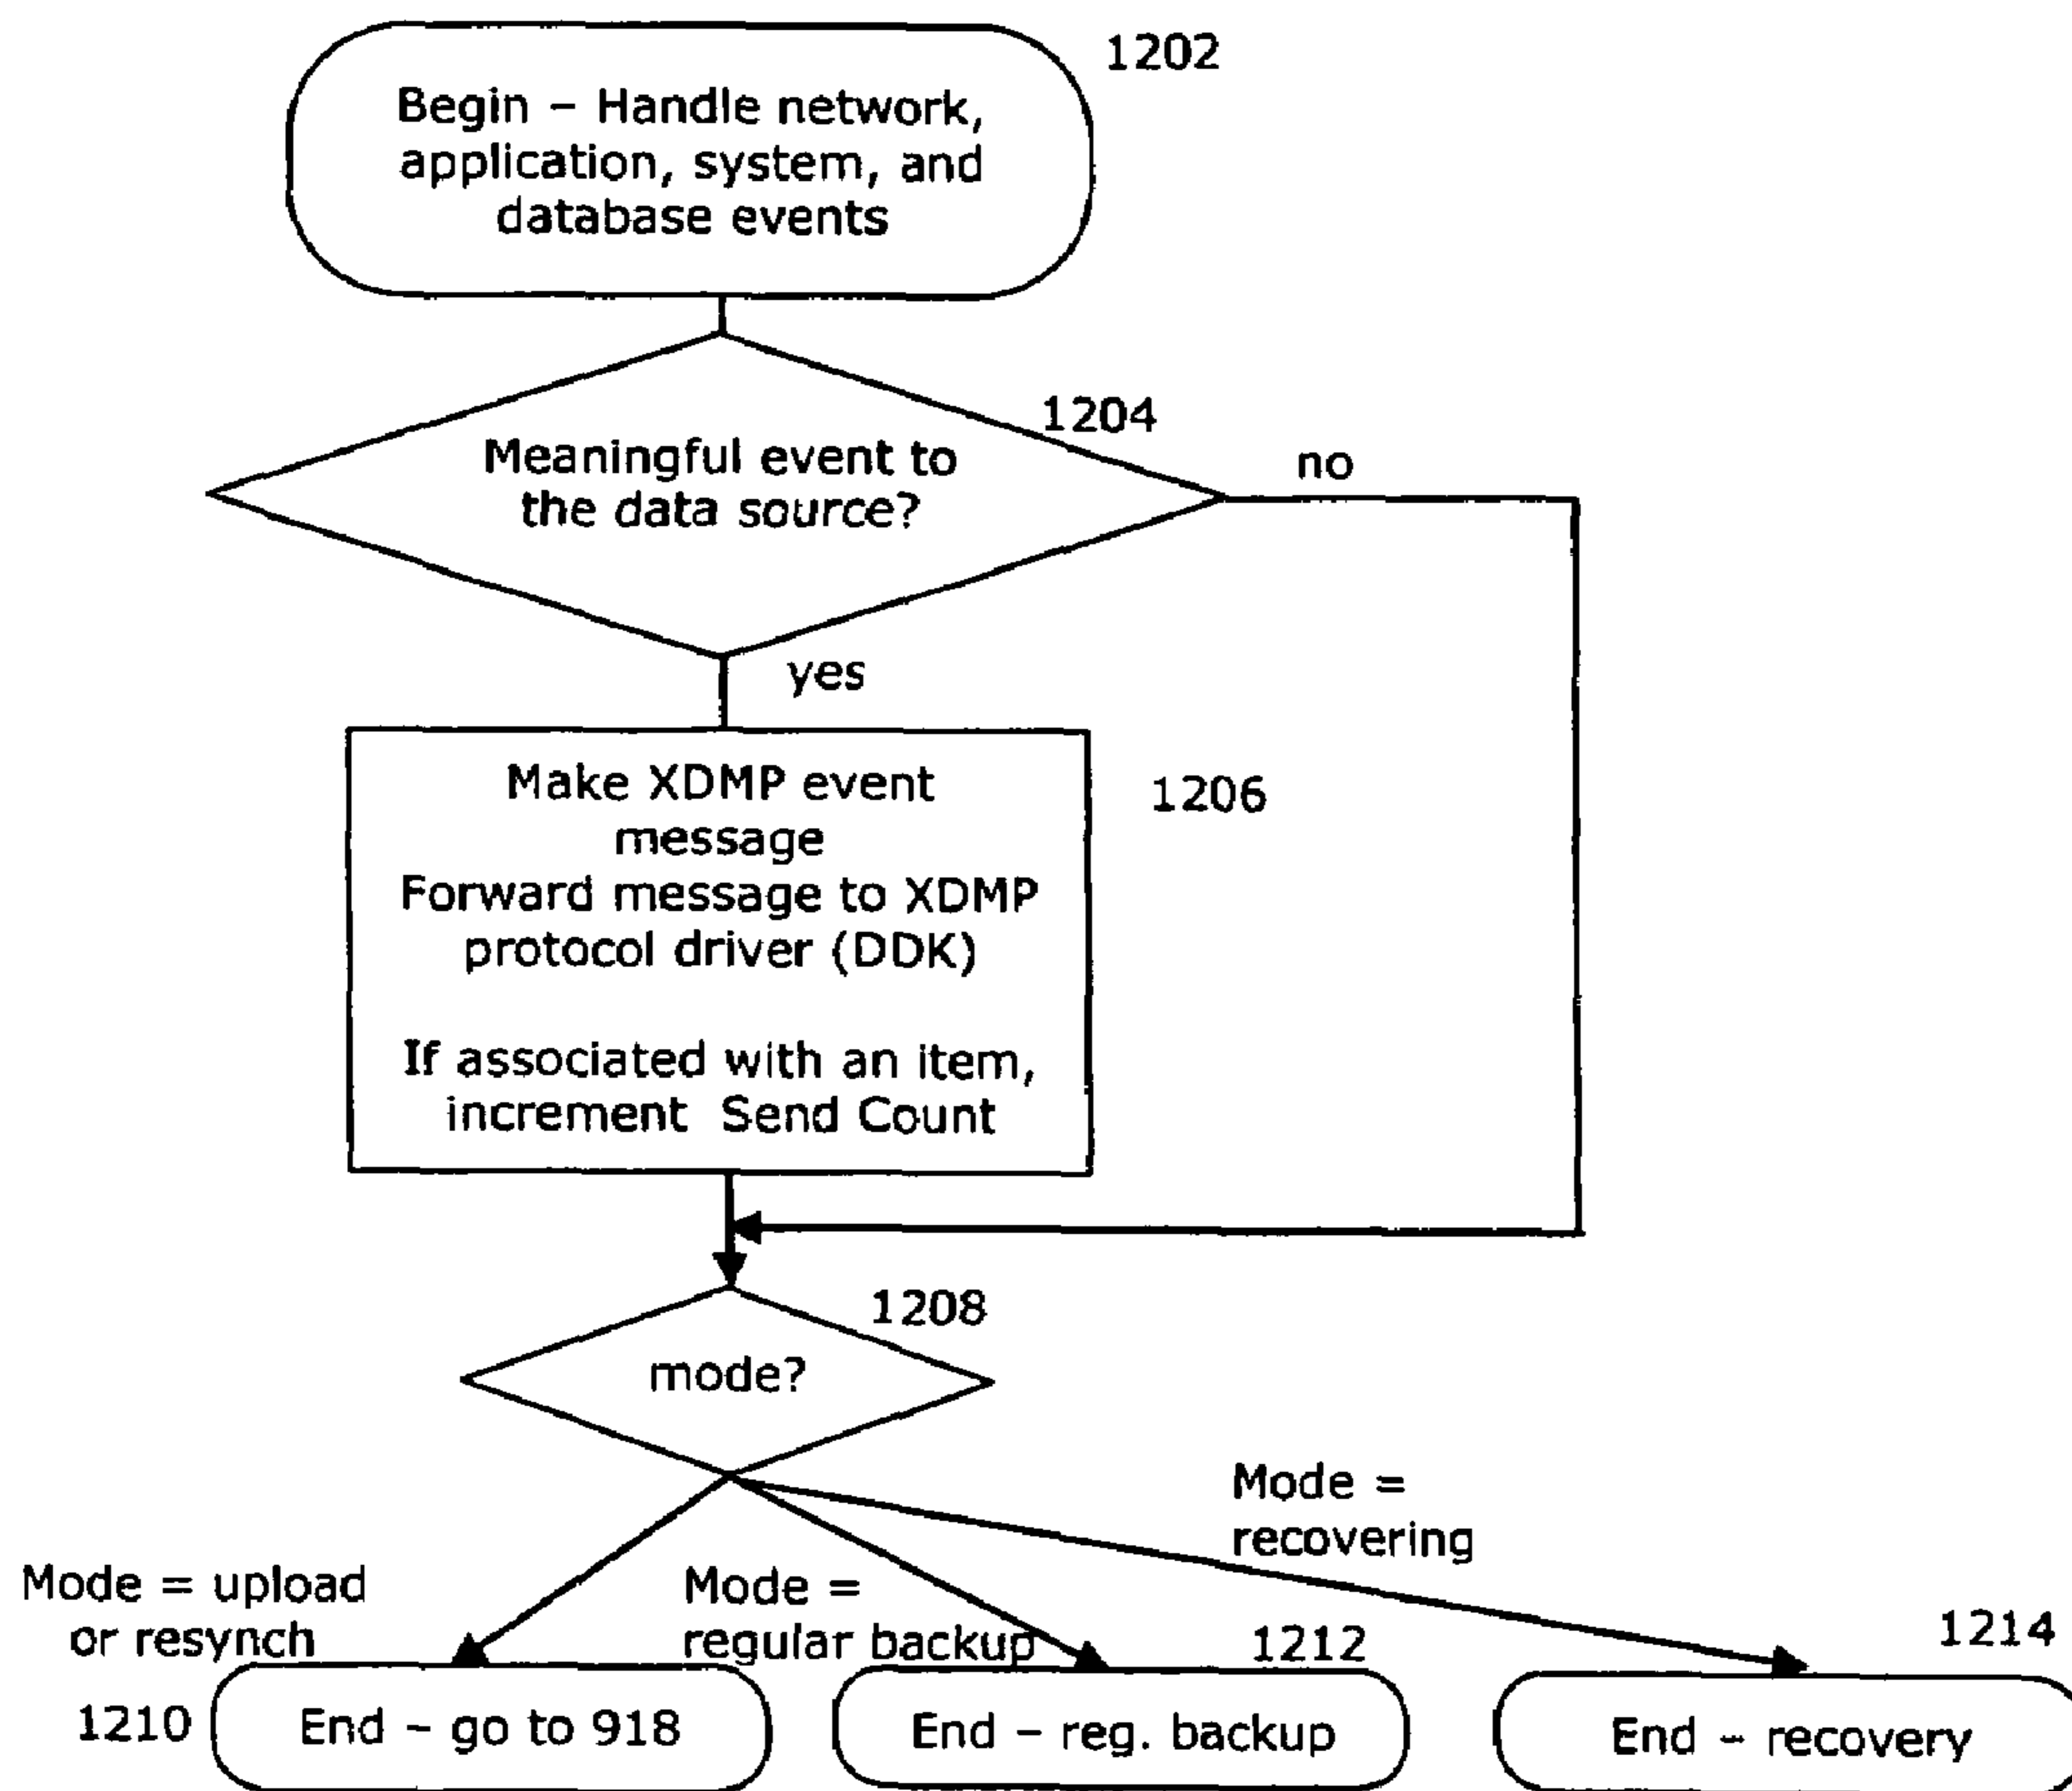 1202
Begin – Handle network,
application, system, and
database events
1204
Meaningful event to
the data source?
no
yes
Make XDMP event
message
Forward message to XDMP
protocol driver (DDK)
If associated with an item,
increment Send Count
1206
1208
mode?
Mode =
recovering
Mode = upload
or resynch
Mode =
regular backup
1212
1214
1210
End – go to 918
End – reg. backup
End – recovery